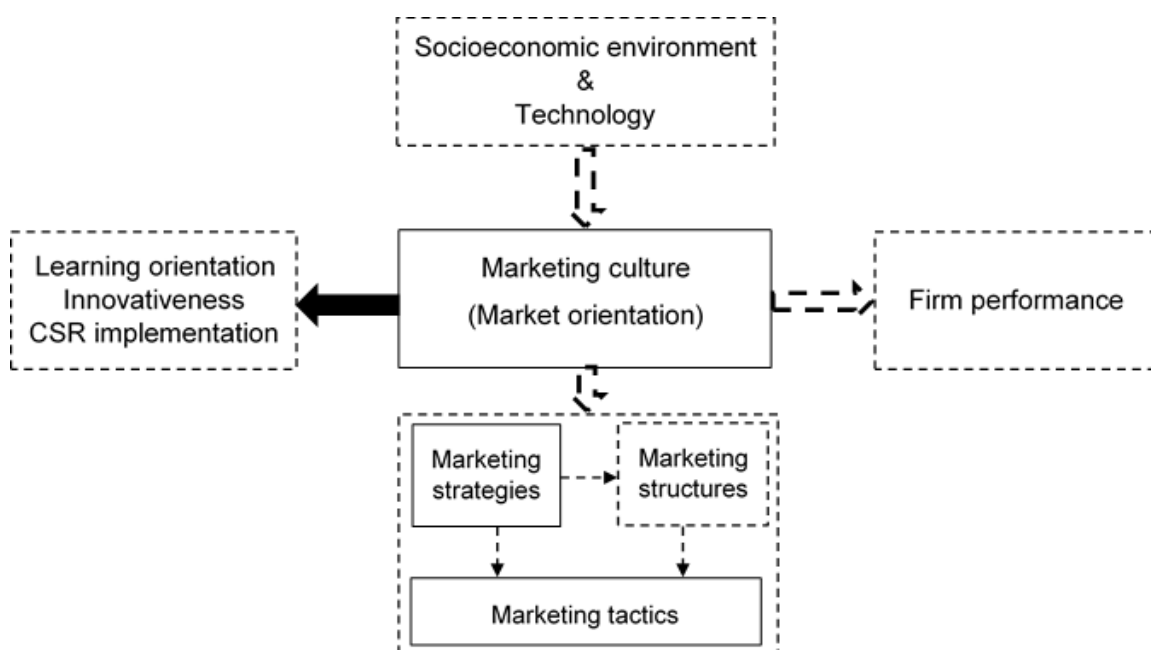 Socioeconomic environment
&
Technology
Learning orientation
Innovativeness
CSR implementation
Marketing culture
(Market orientation)
Firm performance
Marketing
strategies
Marketing
structures
Marketing tactics